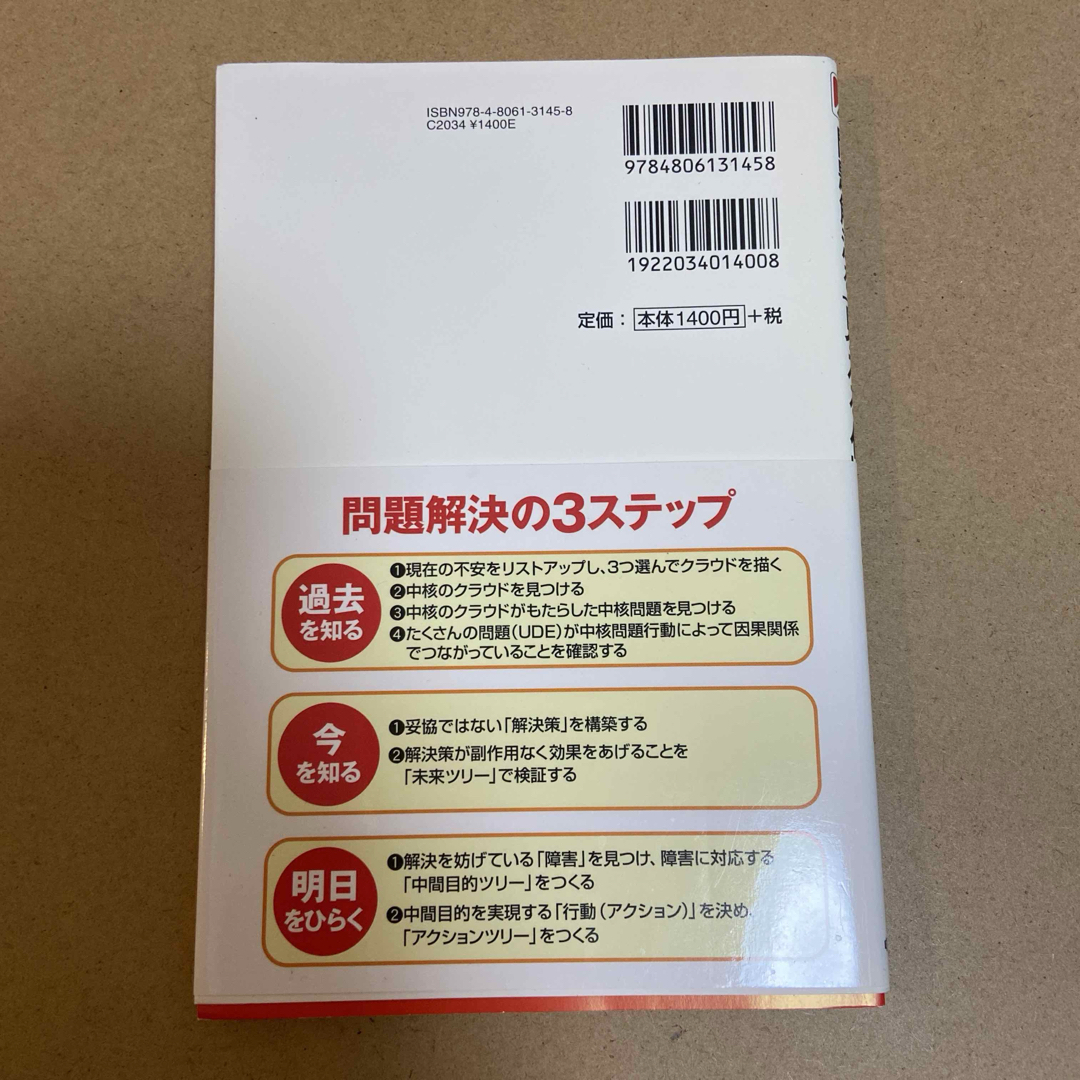 ISBN978-4-8061-3145-8
C2034 ¥1400E
9784806131458
1922034014008
定価：本体1400円+税
問題解決の3ステップ
過去
を知る
❶現在の不安をリストアップし、3つ選んでクラウドを描く
❷中核のクラウドを見つける
❸中核のクラウドがもたらした中核問題を見つける
❹たくさんの問題（UDE）が中核問題行動によって因果関係
でつながっていることを確認する
今
を知る
❶妥協ではない「解決策」を構築する
❷解決策が副作用なく効果をあげることを
「未来ツリー」で検証する
明日
をひらく
❶解決を妨げている「障害」を見つけ、障害に対応する
「中間目的ツリー」をつくる
❷中間目的を実現する「行動（アクション）」を決め、
「アクションツリー」をつくる